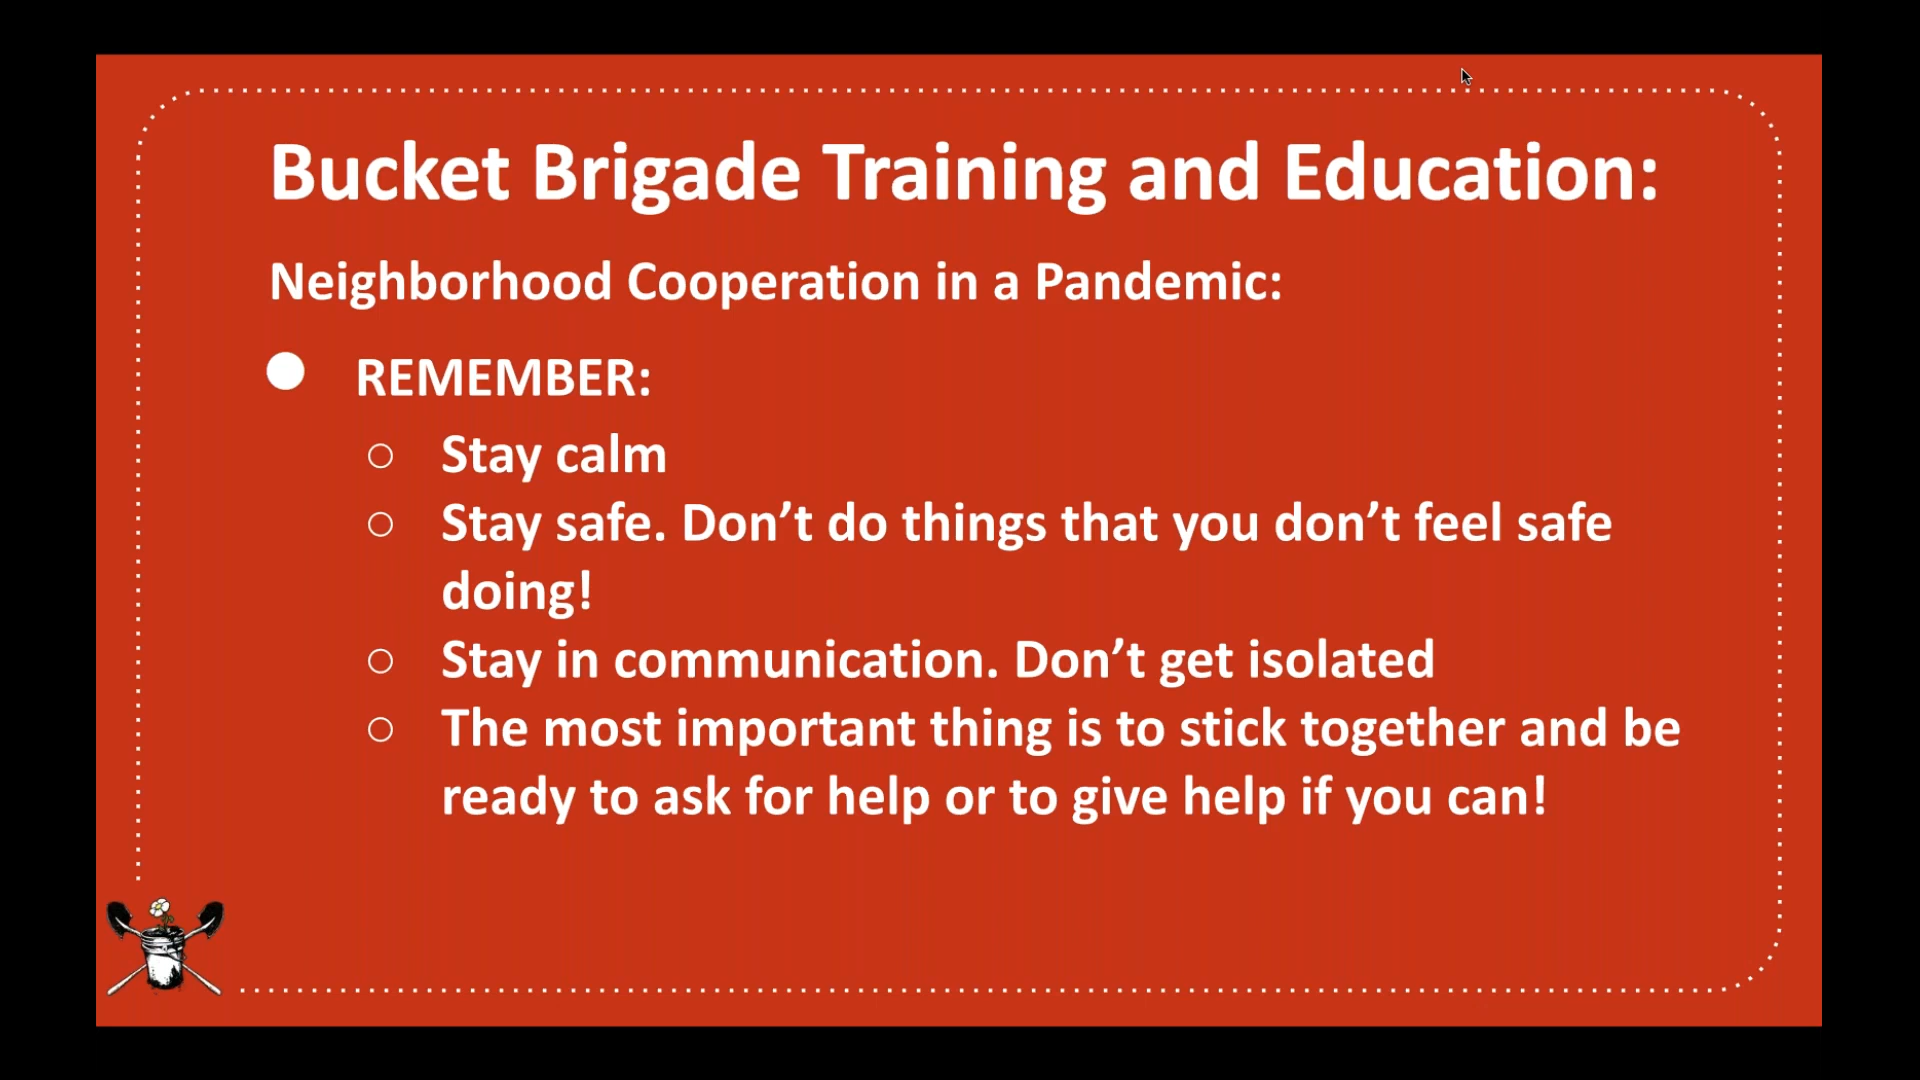 Bucket Brigade Training and Education:
Neighborhood Cooperation in a Pandemic:
REMEMBER:
Stay calm
Stay safe. Don’t do things that you don’t feel safe
doing!
Stay in communication. Don’t get isolated
The most important thing is to stick together and be
ready to ask for help or to give help if you can!